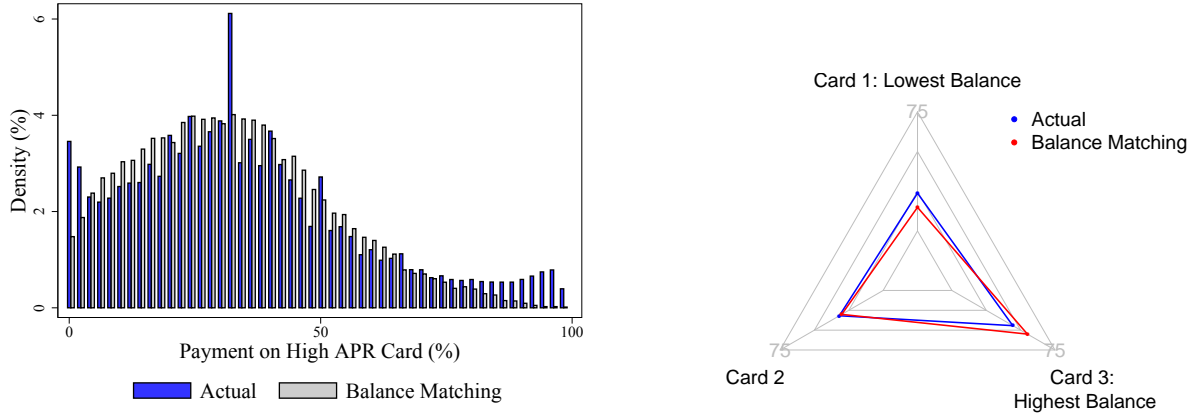 6
4
2
0
Density (%)
0
50
100
Payment on High APR Card (%)
Actual
Balance Matching
Card 1: Lowest Balance
75
Actual
Balance Matching
75
75
Card 2
Card 3:
Highest Balance